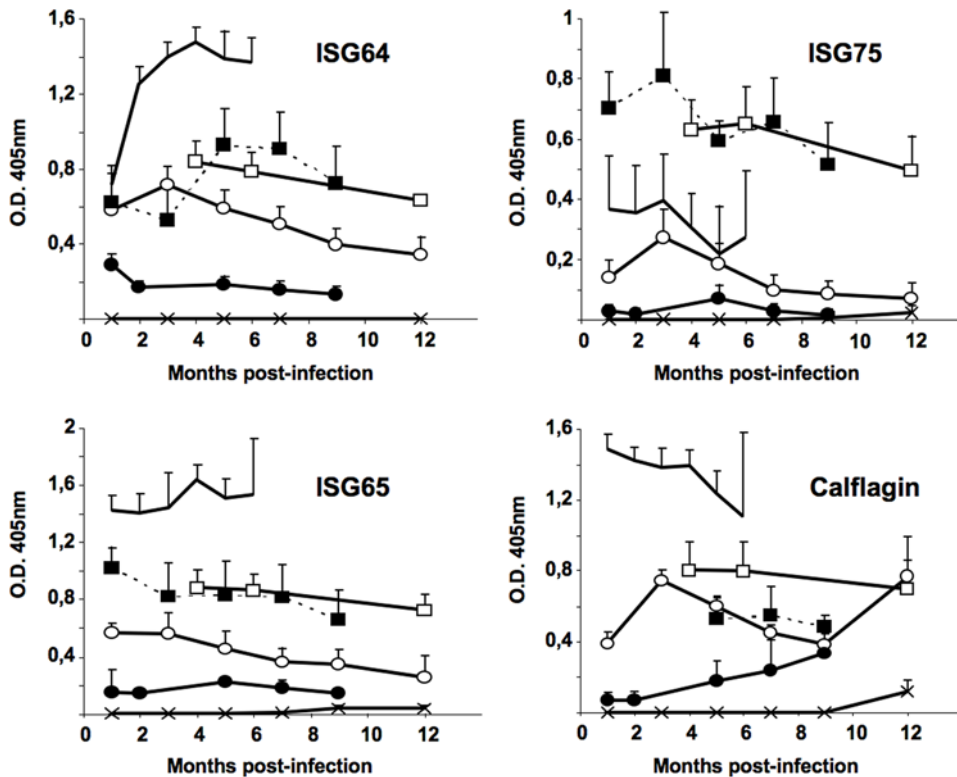 ISG64
O.D. 405nm
1,6
1,2
0,8
0,4
0 2 4 6 8 10 12
Months post-infection
ISG75
O.D. 405nm
1
0,8
0,6
0,4
0,2
0 2 4 6 8 10 12
Months post-infection
ISG65
O.D. 405nm
2
1,6
1,2
0,8
0,4
0 2 4 6 8 10 12
Months post-infection
Calflagin
O.D. 405nm
1,6
1,2
0,8
0,4
0 2 4 6 8 10 12
Months post-infection